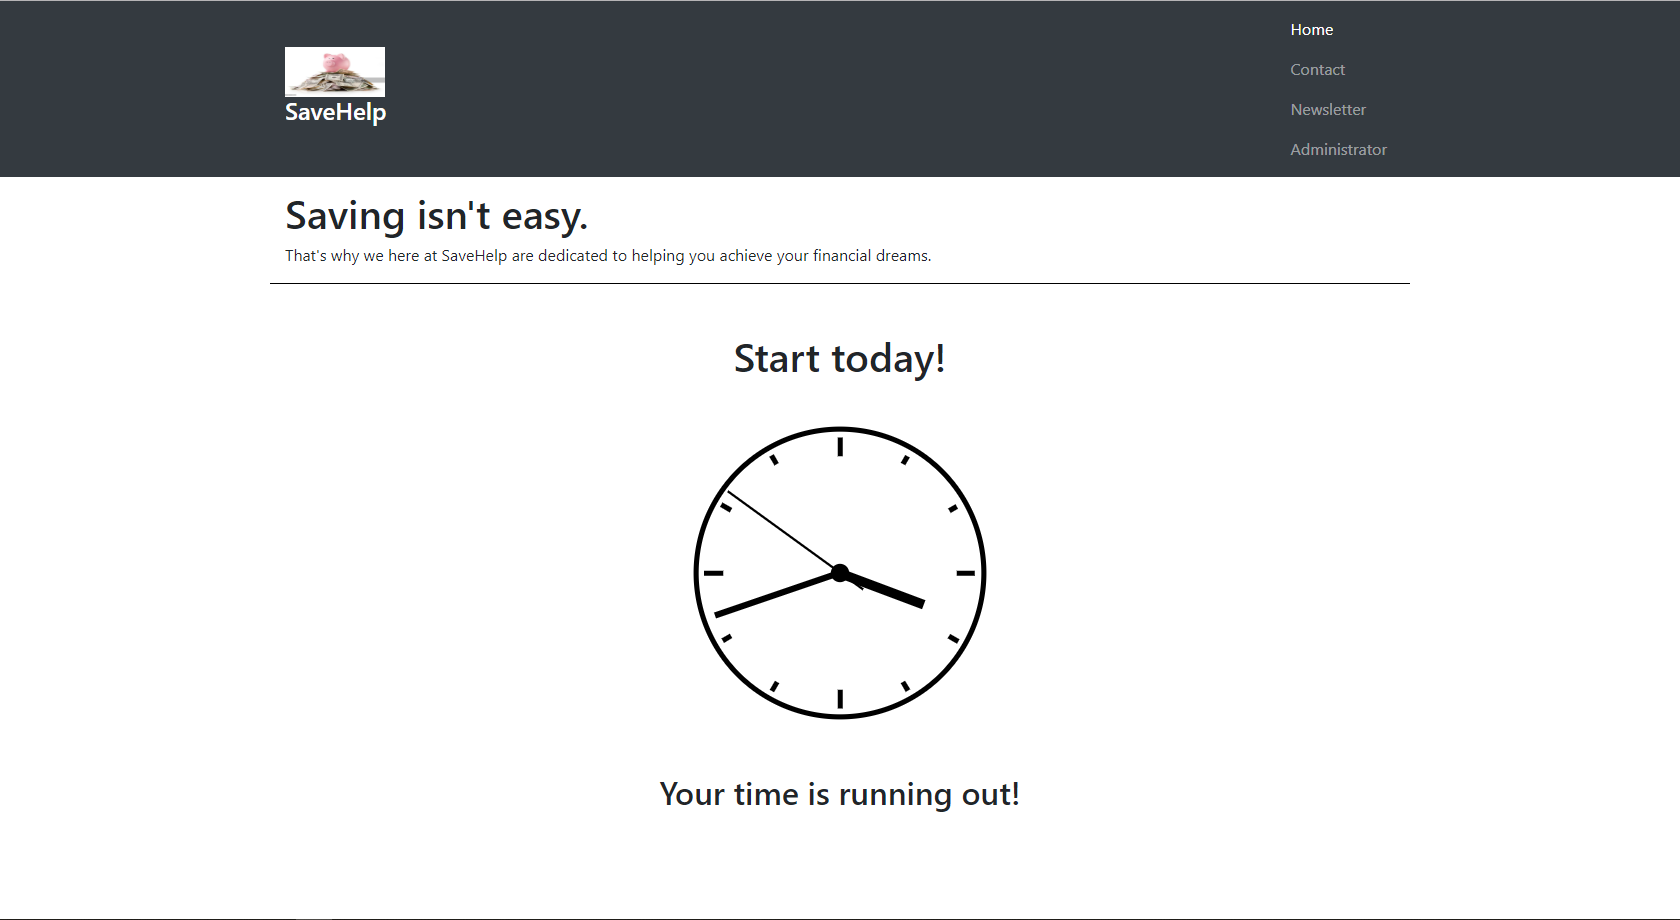 SaveHelp
Home
Contact
Newsletter
Administrator
Saving isn't easy.
That's why we here at SaveHelp are dedicated to helping you achieve your financial dreams.
Start today!
Your time is running out!